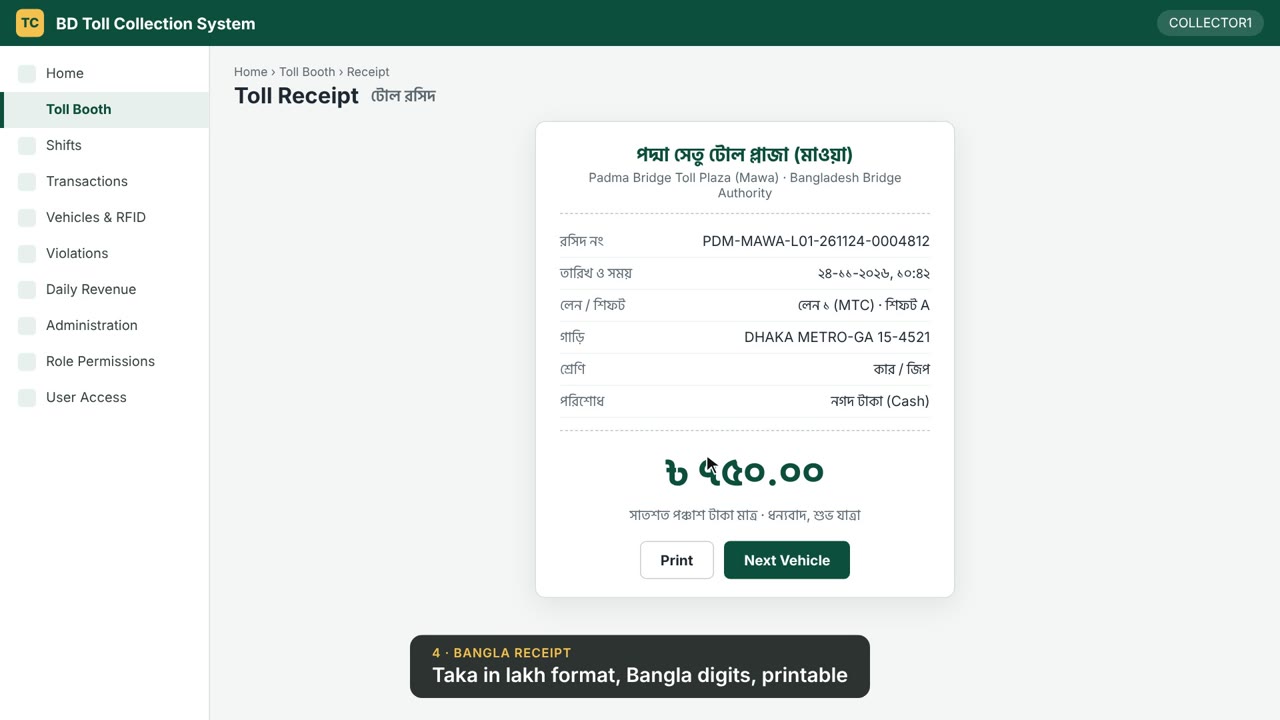 TC BD Toll Collection System COLLECTOR1
Home
Toll Booth
Shifts
Transactions
Vehicles & RFID
Violations
Daily Revenue
Administration
Role Permissions
User Access
Home › Toll Booth › Receipt
Toll Receipt টোল রসিদ
পদ্মা সেতু টোল প্লাজা (মাওয়া)
Padma Bridge Toll Plaza (Mawa) · Bangladesh Bridge
Authority
রসিদ নং PDM-MAWA-L01-261124-0004812
তারিখ ও সময় ২৪-১১-২০২৬, ১০:৪২
লেন / শিফট লেন ১ (MTC) · শিফট A
গাড়ি DHAKA METRO-GA 15-4521
শ্রেণি কার / জিপ
পরিশোধ নগদ টাকা (Cash)
৳ ৭৫০.০০
সাতশত পঞ্চাশ টাকা মাত্র · ধন্যবাদ, শুভ যাত্রা
Print Next Vehicle
4 · BANGLA RECEIPT
Taka in lakh format, Bangla digits, printable